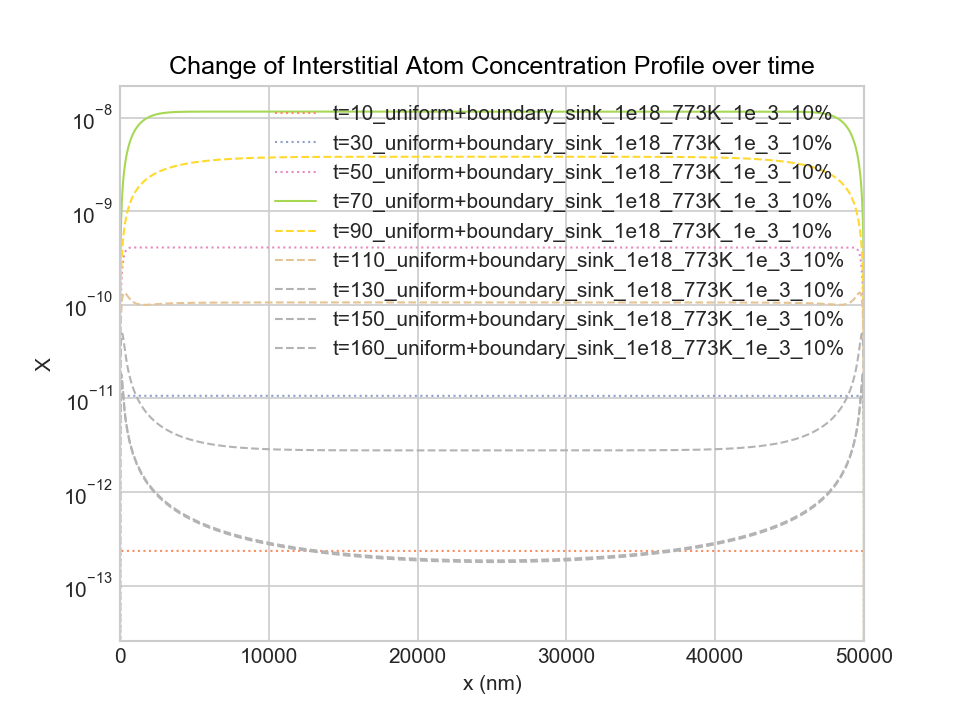 Change of Interstitial Atom Concentration Profile over time
10⁻⁸
10⁻⁹
10⁻¹⁰
10⁻¹¹
10⁻¹²
10⁻¹³
X
t=10_uniform+boundary_sink_1e18_773K_1e_3_10%
t=30_uniform+boundary_sink_1e18_773K_1e_3_10%
t=50_uniform+boundary_sink_1e18_773K_1e_3_10%
t=70_uniform+boundary_sink_1e18_773K_1e_3_10%
t=90_uniform+boundary_sink_1e18_773K_1e_3_10%
t=110_uniform+boundary_sink_1e18_773K_1e_3_10%
t=130_uniform+boundary_sink_1e18_773K_1e_3_10%
t=150_uniform+boundary_sink_1e18_773K_1e_3_10%
t=160_uniform+boundary_sink_1e18_773K_1e_3_10%
0 10000 20000 30000 40000 50000
x (nm)